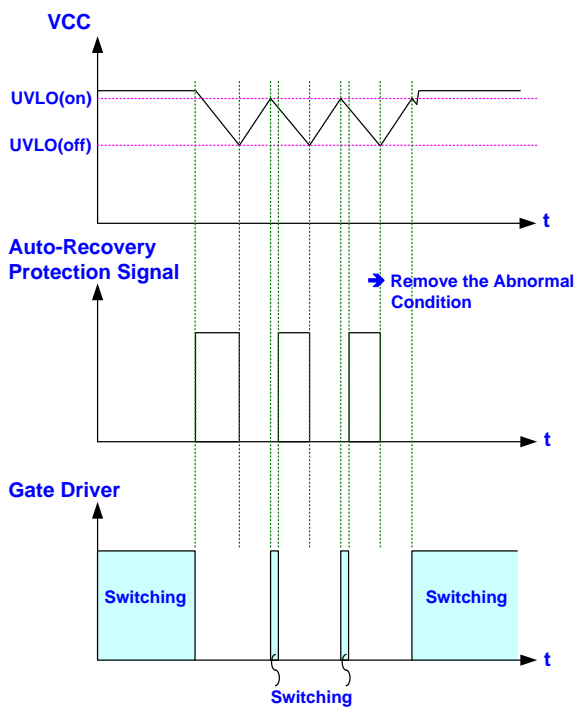 VCC
UVLO(on)
UVLO(off)
t
Auto-Recovery
Protection Signal
➔ Remove the Abnormal
Condition
t
Gate Driver
Switching
Switching
t
Switching